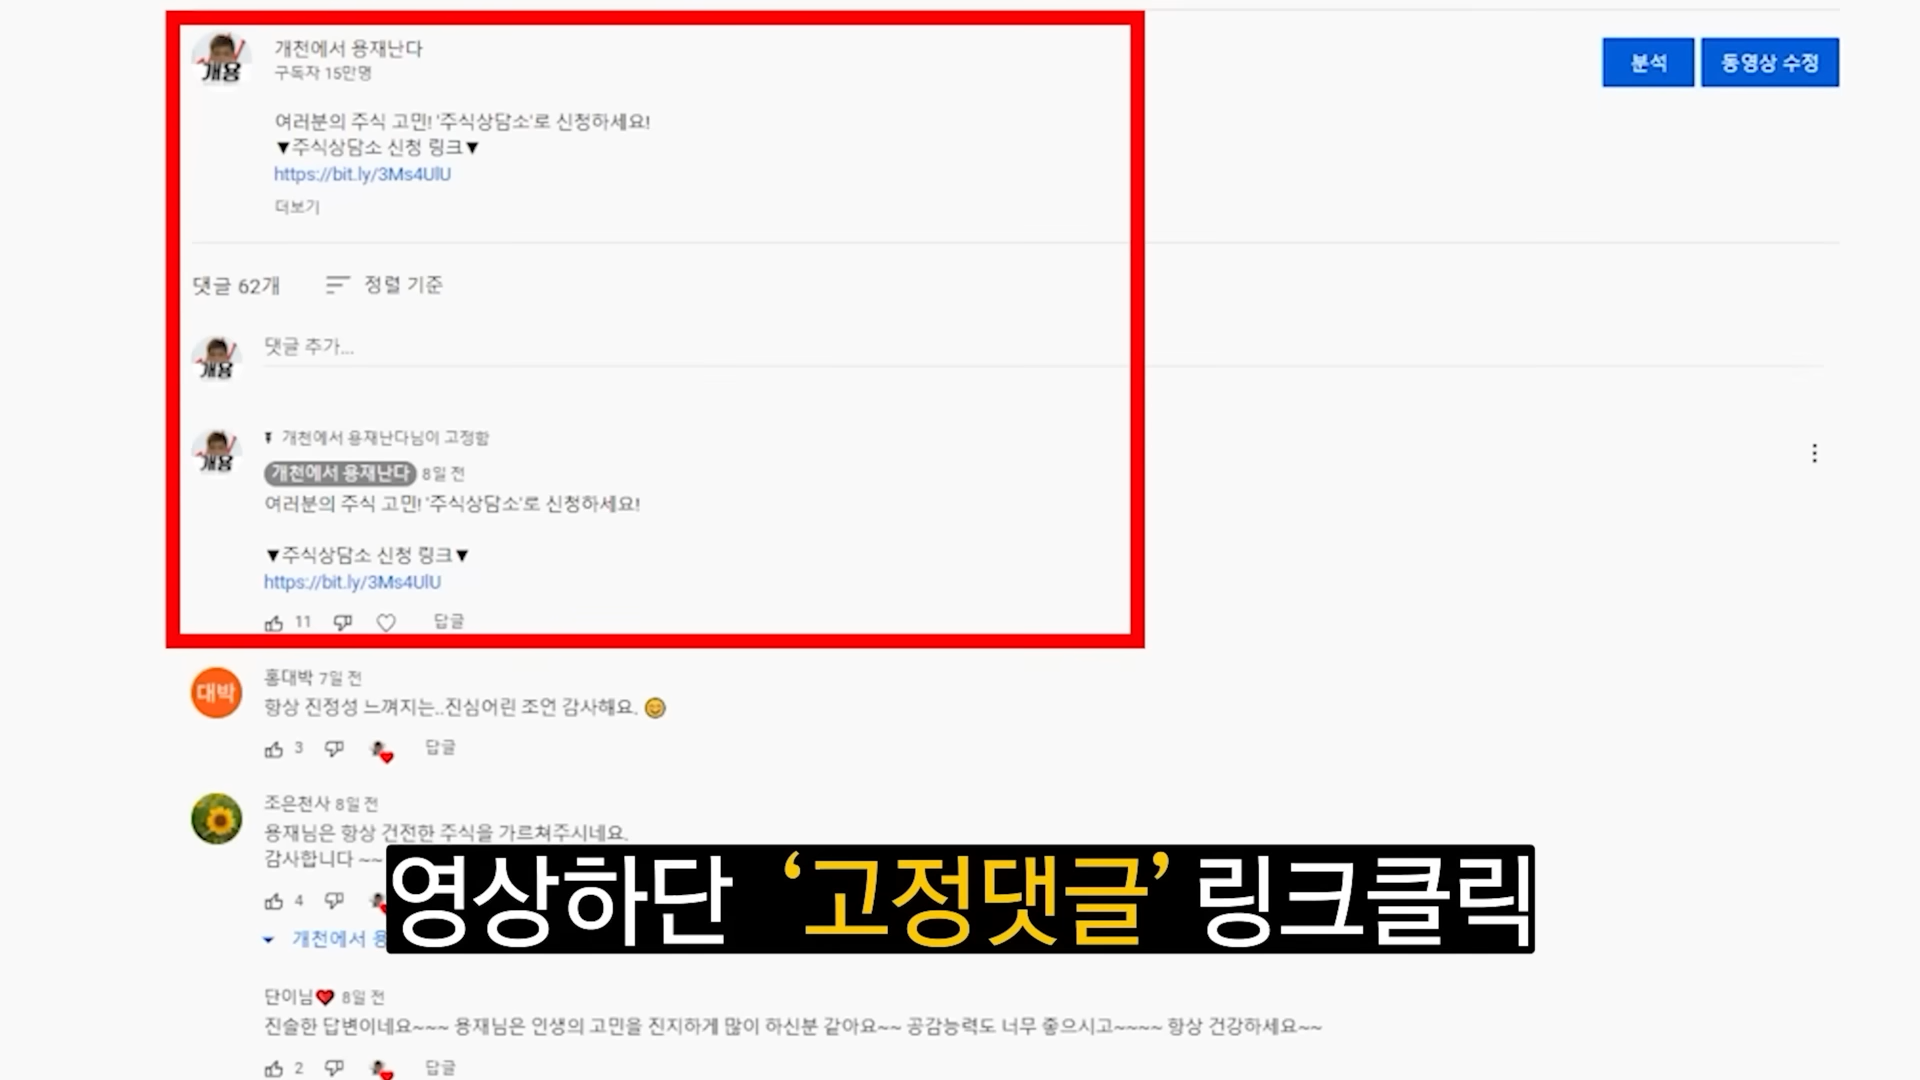 개용
개천에서 용재난다
구독자 15만명
분석
동영상 수정
여러분의 주식 고민! '주식상담소'로 신청하세요!
▼주식상담소 신청 링크▼
https://bit.ly/3Ms4UlU
더보기
댓글 62개
정렬 기준
개용
댓글 추가...
개용
개천에서 용재난다님이 고정함
개천에서 용재난다 8일 전
여러분의 주식 고민! '주식상담소'로 신청하세요!
▼주식상담소 신청 링크▼
https://bit.ly/3Ms4UlU
11 답글
대박
홍대박 7일 전
항상 진정성 느껴지는..진심어린 조언 감사해요. 😊
3 답글
조은천사 8일 전
용재님은 항상 건전한 주식을 가르쳐주시네요.
감사합니다 ~~
4
개천에서 용
영상하단 ‘고정댓글’ 링크클릭
단이님❤ 8일 전
진솔한 답변이네요~~~ 용재님은 인생의 고민을 진지하게 많이 하신분 같아요~~ 공감능력도 너무 좋으시고~~~~ 항상 건강하세요~~
2 답글